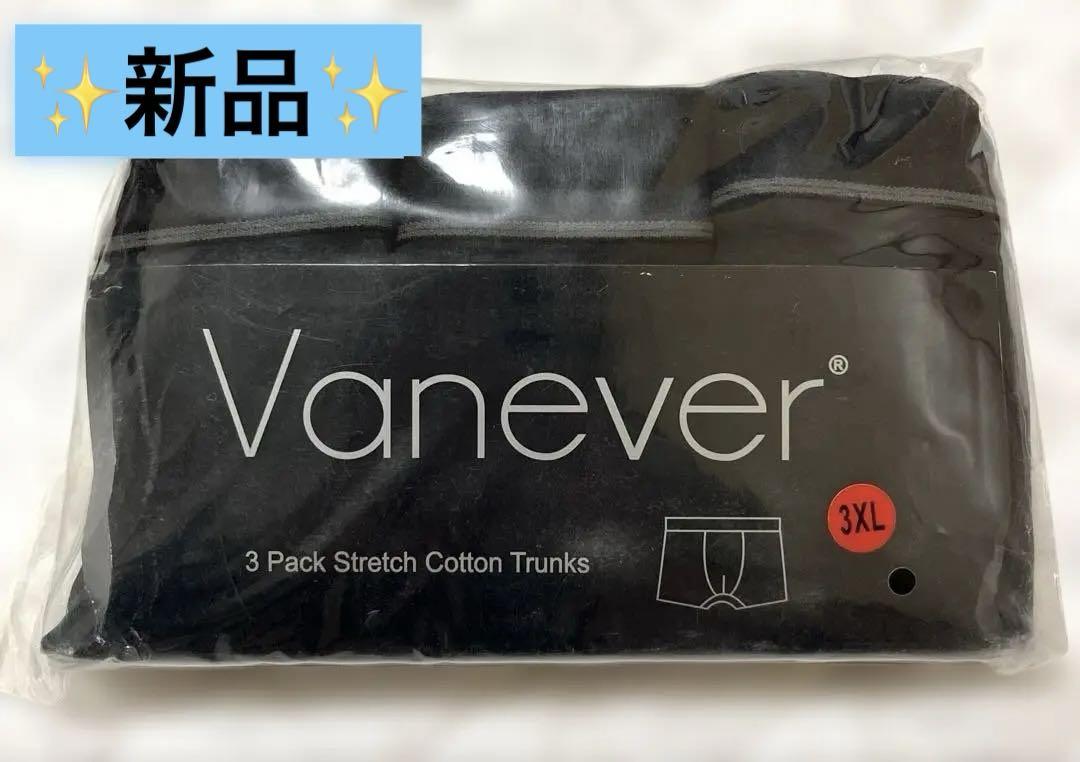 ✨新品✨
Vanever®
3XL
3 Pack Stretch Cotton Trunks